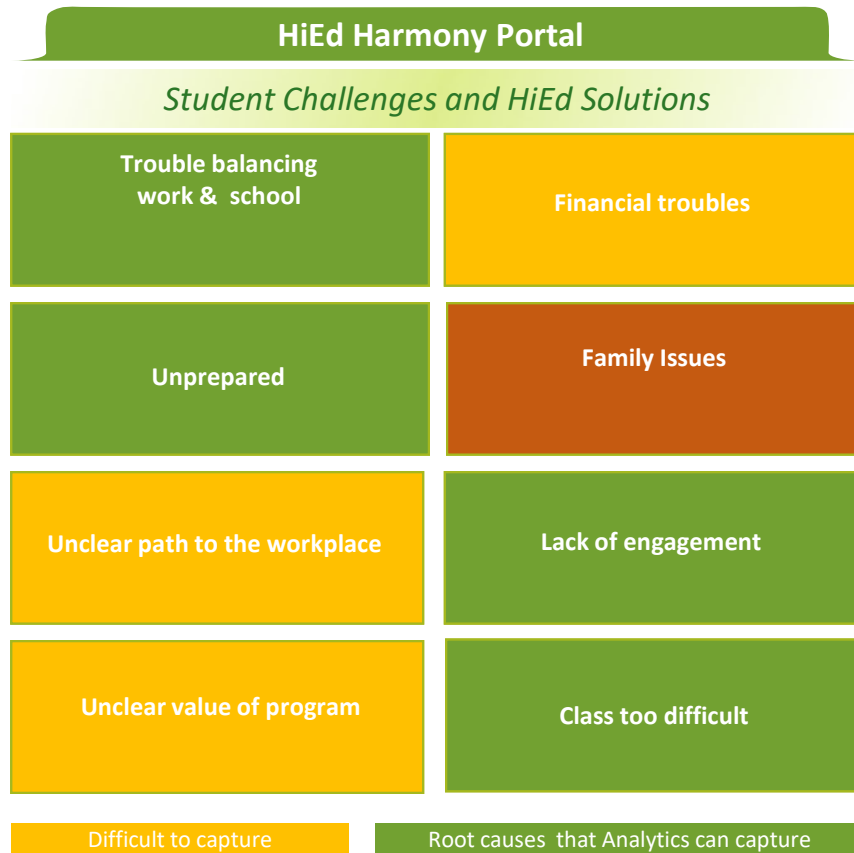 HiEd Harmony Portal
Student Challenges and HiEd Solutions
Trouble balancing
work & school
Financial troubles
Unprepared
Family Issues
Unclear path to the workplace
Lack of engagement
Unclear value of program
Class too difficult
Difficult to capture
Root causes that Analytics can capture